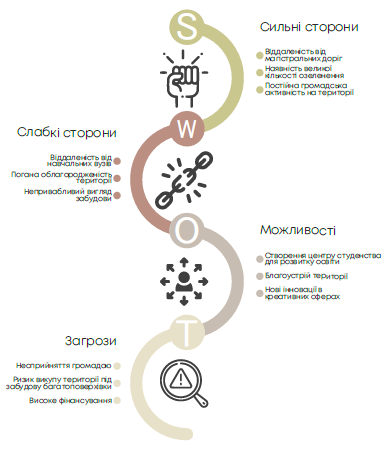 S
Сильні сторони
Віддаленість від
магістральних доріг
Наявність великої
кількості озеленення
Постійна громадська
активність на території
W
Слабкі сторони
Віддаленість від
навчальних вузів
Погана облагородженість
території
Непривабливий вигляд
забудови
O
Можливості
Створення центру студенства
для розвитку освіти
Благоустрій території
Нові інновації в
креативних сферах
T
Загрози
Несприйняття громадою
Ризик викупу території під
забудову багатоповерхівки
Високе фінансування